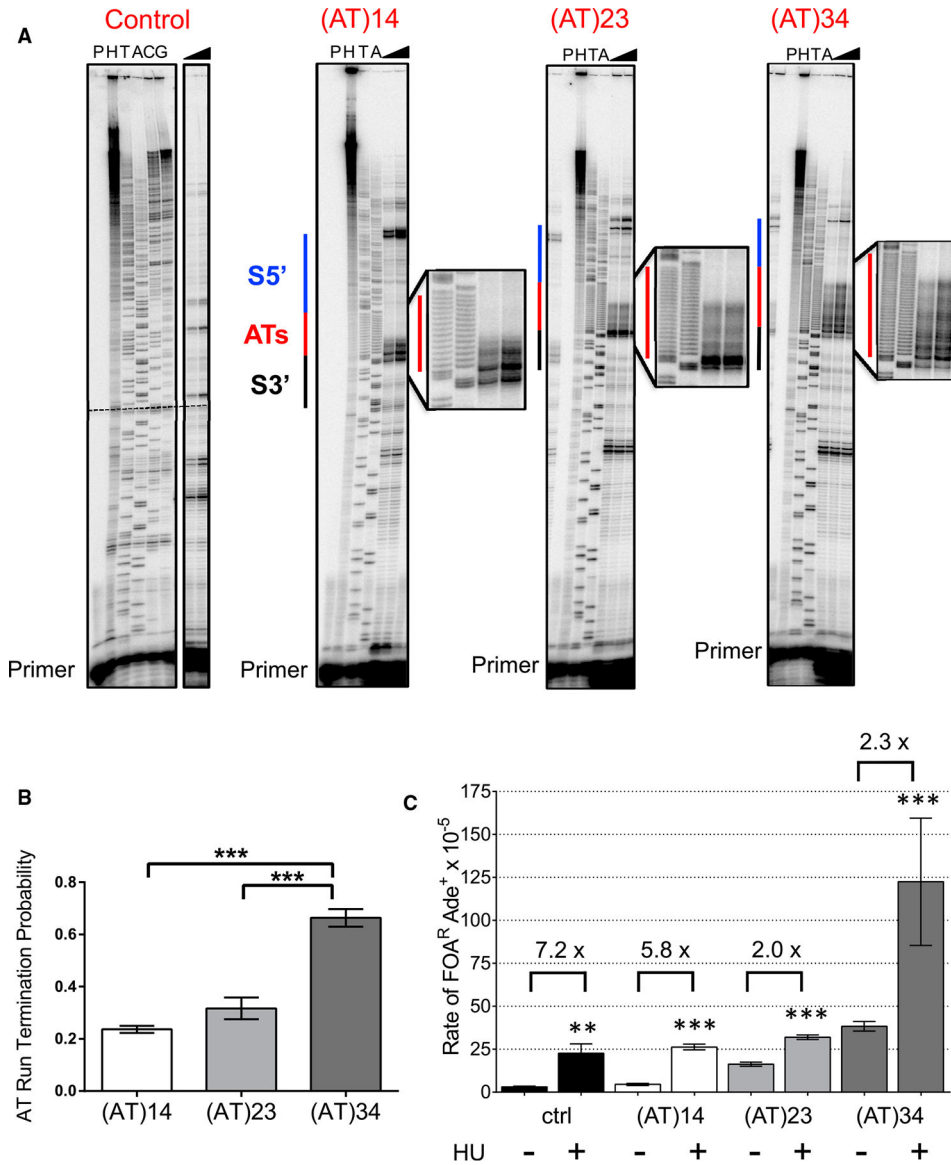 A
Control
(AT)14
(AT)23
(AT)34
PHTACG
PHTA
PHTA
PHTA
S5'
ATs
S3'
Primer
Primer
Primer
Primer
B
AT Run Termination Probability
0.8
0.6
0.4
0.2
0.0
***
***
(AT)14
(AT)23
(AT)34
C
Rate of FOA^R Ade⁺ x 10⁻⁵
175
150
125
100
75
50
25
0
7.2 x
5.8 x
2.0 x
2.3 x
**
***
***
***
ctrl
(AT)14
(AT)23
(AT)34
HU - + - + - + - +